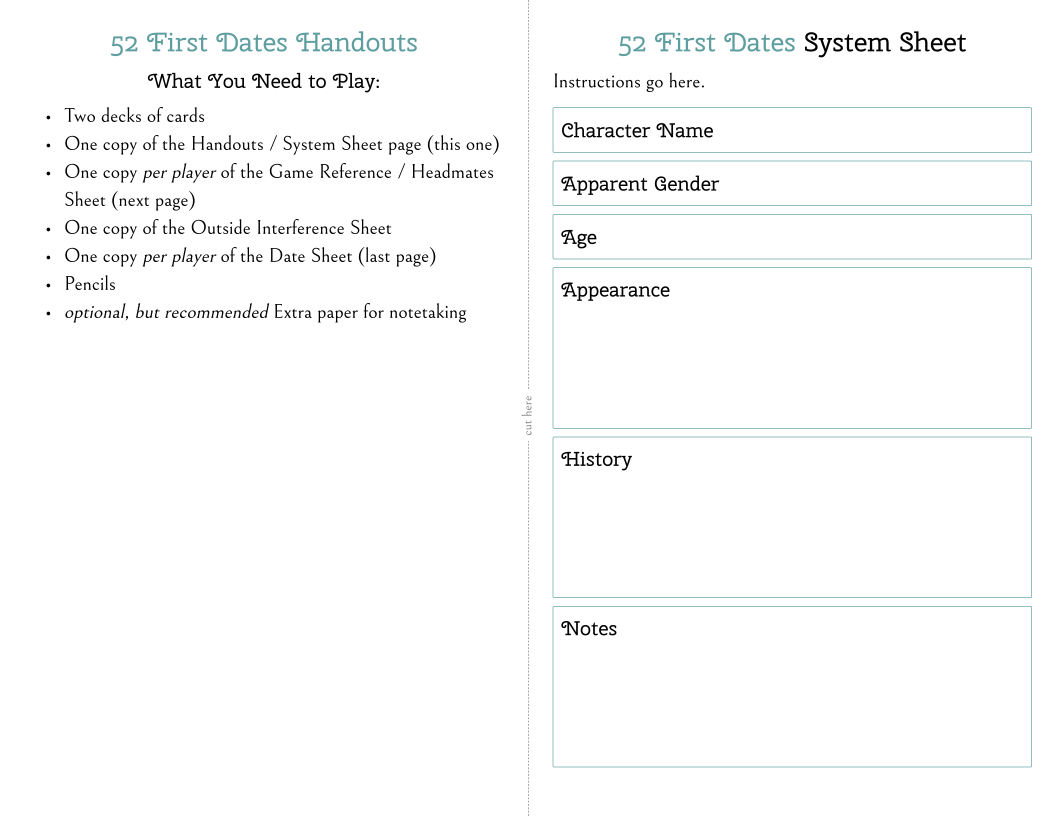 52 First Dates Handouts
What You Need to Play:
• Two decks of cards
• One copy of the Handouts / System Sheet page (this one)
• One copy per player of the Game Reference / Headmates
Sheet (next page)
• One copy of the Outside Interference Sheet
• One copy per player of the Date Sheet (last page)
• Pencils
• optional, but recommended Extra paper for notetaking
cut here
52 First Dates System Sheet
Instructions go here.
Character Name
Apparent Gender
Age
Appearance
History
Notes